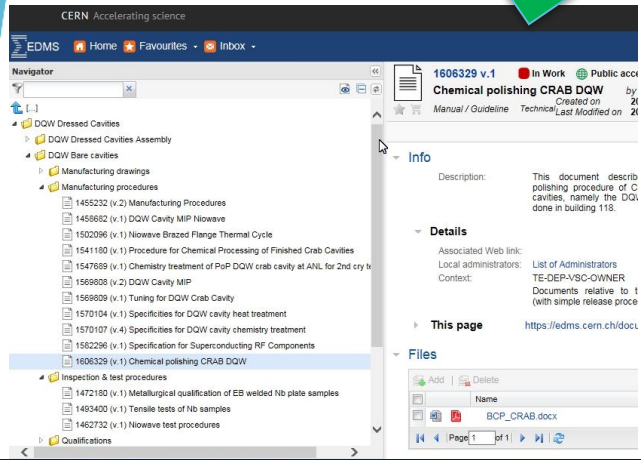 CERN Accelerating science
EDMS Home Favourites Inbox
Navigator
[...]
DQW Dressed Cavities
DQW Dressed Cavities Assembly
DQW Bare cavities
Manufacturing drawings
Manufacturing procedures
1455232 (v.2) Manufacturing Procedures
1458682 (v.1) DQW Cavity MIP Niowave
1502096 (v.1) Niowave Brazed Flange Thermal Cycle
1541180 (v.1) Procedure for Chemical Processing of Finished Crab Cavities
1547689 (v.1) Chemistry treatment of PoP DQW crab cavity at ANL for 2nd cry te
1569808 (v.2) DQW Cavity MIP
1569809 (v.1) Tuning for DQW Crab Cavity
1570104 (v.1) Specificities for DQW cavity heat treatment
1570107 (v.4) Specificities for DQW cavity chemistry treatment
1582296 (v.1) Specification for Superconducting RF Components
1606329 (v.1) Chemical polishing CRAB DQW
Inspection & test procedures
1472180 (v.1) Metallurgical qualification of EB welded Nb plate samples
1493400 (v.1) Tensile tests of Nb samples
1462732 (v.1) Niowave test procedures
Qualifications
1606329 v.1 In Work Public acce
Chemical polishing CRAB DQW by
Manual / Guideline Technical Created on 20
Last Modified on 20
Info
Description: This document describ
polishing procedure of C
cavities, namely the DQW
done in building 118.
Details
Associated Web link:
Local administrators: List of Administrators
Context: TE-DEP-VSC-OWNER
Documents relative to t
(with simple release proce
This page https://edms.cern.ch/docu
Files
Add | Delete
Name
BCP_CRAB.docx
Page 1 of 1